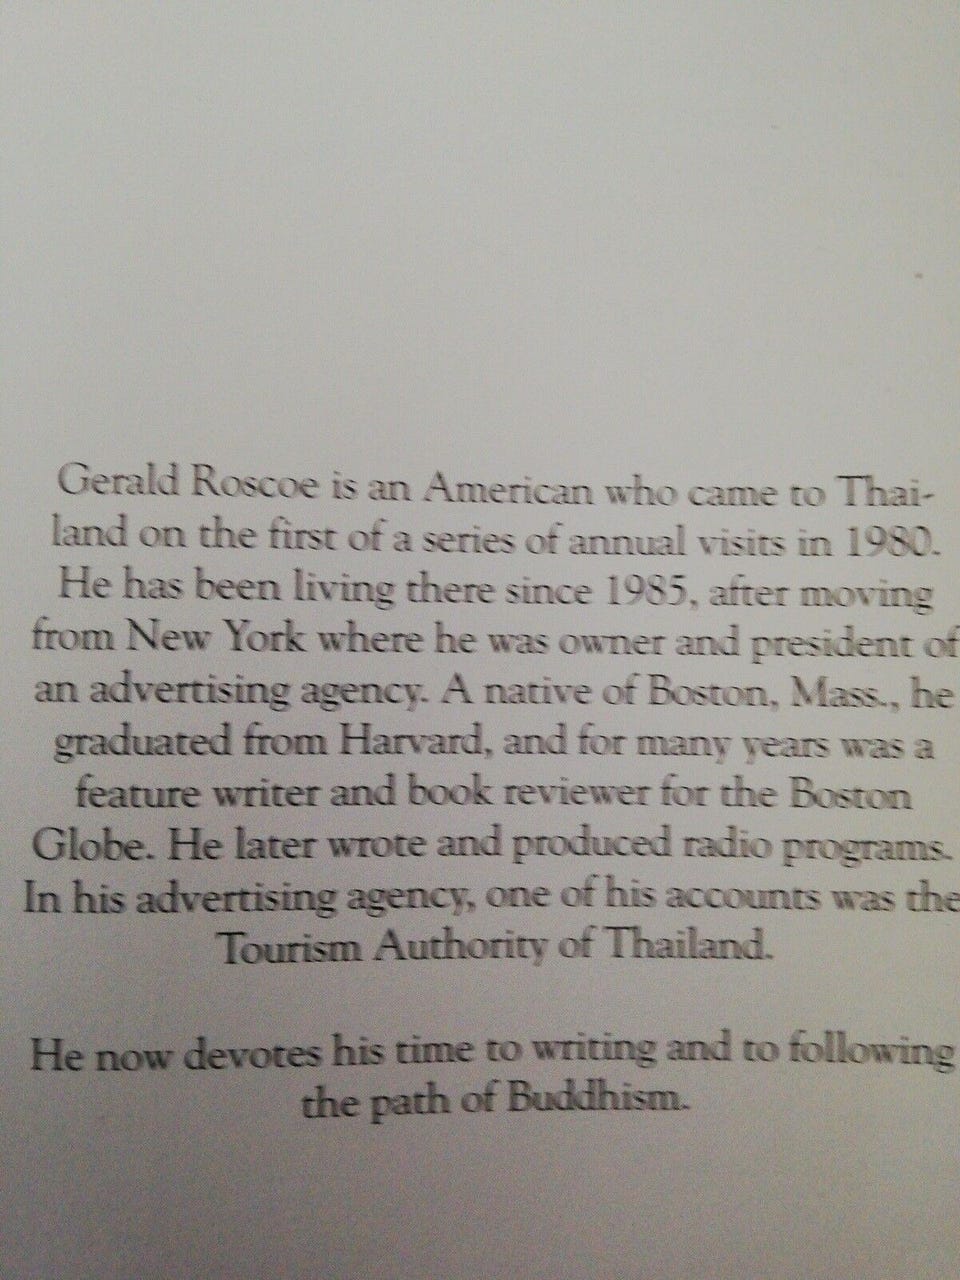 Gerald Roscoe is an American who came to Thai-
land on the first of a series of annual visits in 1980.
He has been living there since 1985, after moving
from New York where he was owner and president of
an advertising agency. A native of Boston, Mass., he
graduated from Harvard, and for many years was a
feature writer and book reviewer for the Boston
Globe. He later wrote and produced radio programs.
In his advertising agency, one of his accounts was the
Tourism Authority of Thailand.
He now devotes his time to writing and to following
the path of Buddhism.